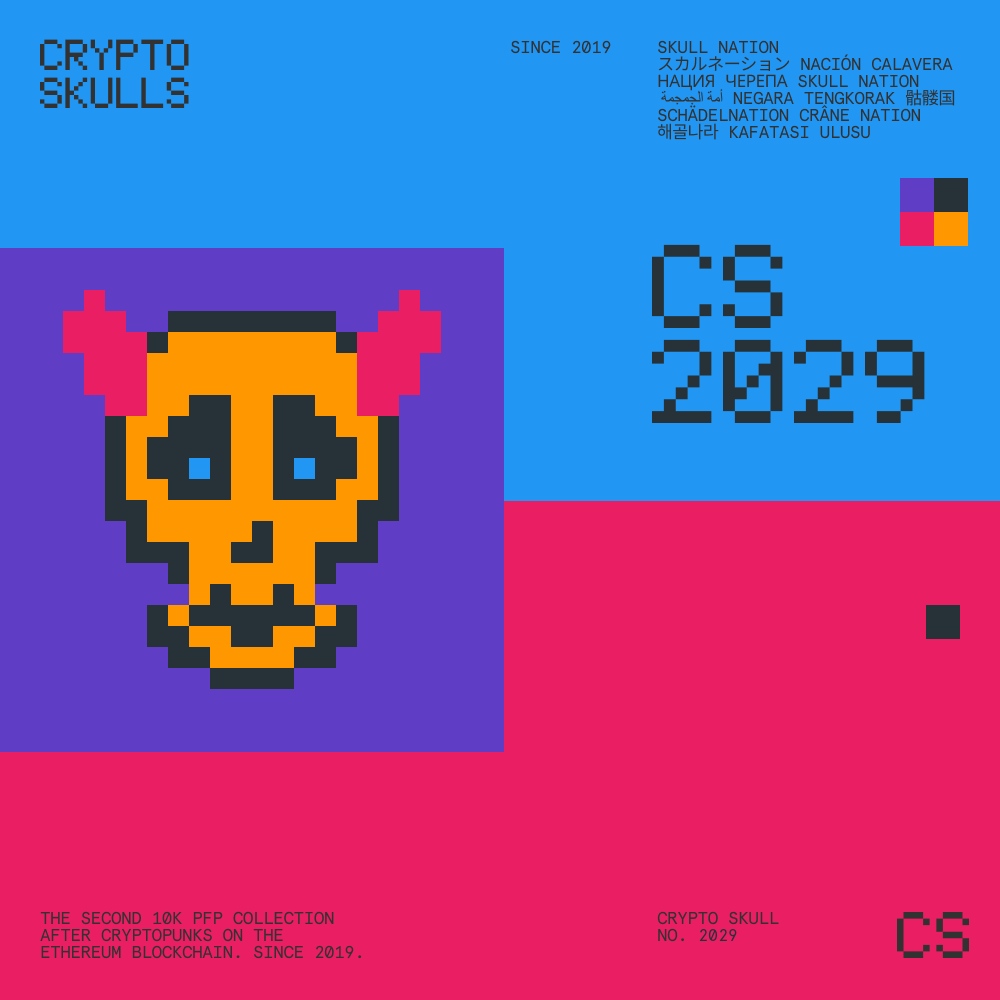 CRYPTO
SKULLS
SINCE 2019
SKULL NATION
スカルネーション NACIÓN CALAVERA
НАЦИЯ ЧЕРЕПА SKULL NATION
أمة الجمجمة NEGARA TENGKORAK 骷髅国
SCHÄDELNATION CRÂNE NATION
해골나라 KAFATASI ULUSU
CS
2029
THE SECOND 10K PFP COLLECTION
AFTER CRYPTOPUNKS ON THE
ETHEREUM BLOCKCHAIN. SINCE 2019.
CRYPTO SKULL
NO. 2029
CS